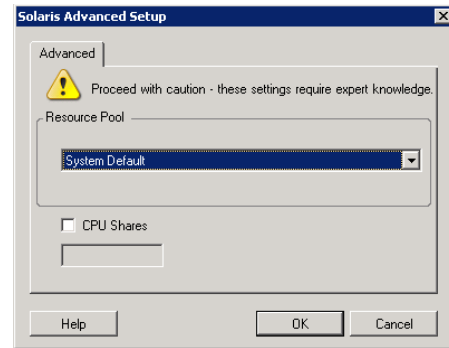 Solaris Advanced Setup
Advanced
Proceed with caution - these settings require expert knowledge.
Resource Pool
System Default
CPU Shares
Help OK Cancel